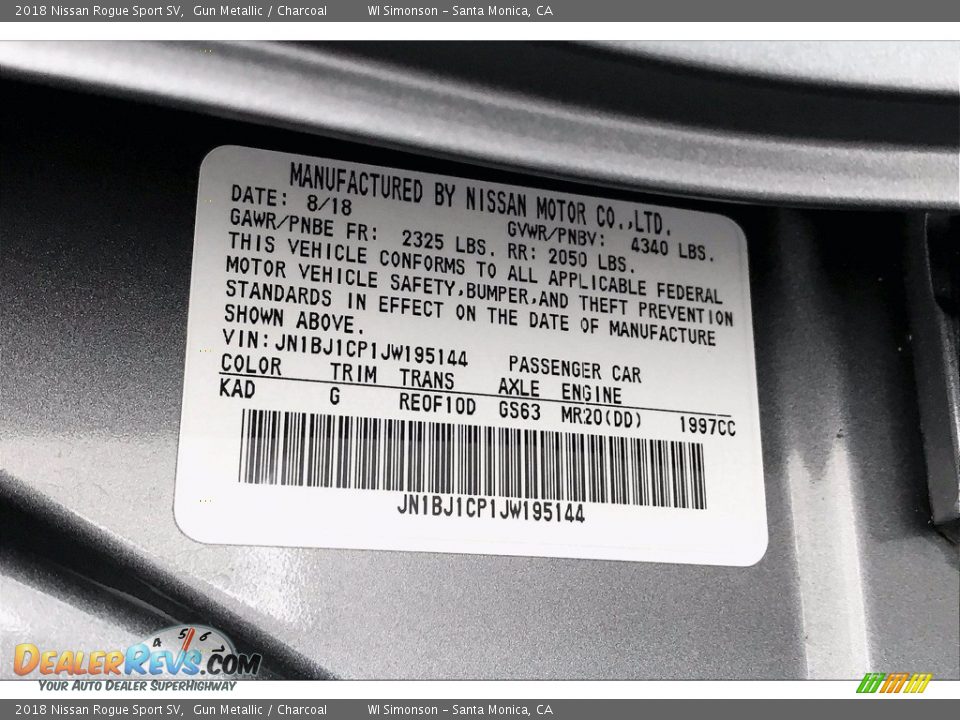 2018 Nissan Rogue Sport SV, Gun Metallic / Charcoal WI Simonson - Santa Monica, CA
MANUFACTURED BY NISSAN MOTOR CO.,LTD.
DATE: 8/18 GVWR/PNBV: 4340 LBS.
GAWR/PNBE FR: 2325 LBS. RR: 2050 LBS.
THIS VEHICLE CONFORMS TO ALL APPLICABLE FEDERAL
MOTOR VEHICLE SAFETY,BUMPER,AND THEFT PREVENTION
STANDARDS IN EFFECT ON THE DATE OF MANUFACTURE
SHOWN ABOVE.
VIN:JN1BJ1CP1JW195144 PASSENGER CAR
COLOR TRIM TRANS AXLE ENGINE
KAD G RE0F10D GS63 MR20(DD) 1997CC
JN1BJ1CP1JW195144
4 5 6
DEALERREVS.COM
YOUR AUTO DEALER SUPERHIGHWAY
2018 Nissan Rogue Sport SV, Gun Metallic / Charcoal WI Simonson - Santa Monica, CA